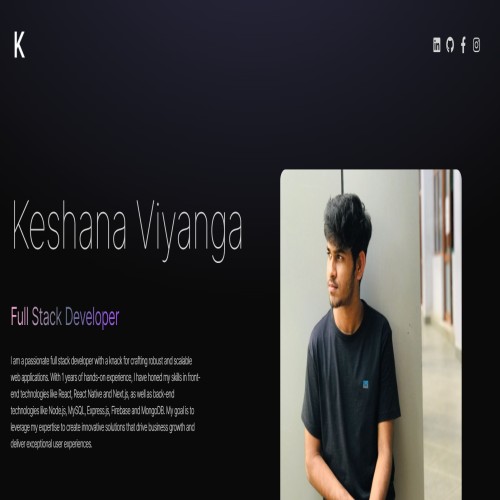 K
Keshana Viyanga
Full Stack Developer
I am a passionate full stack developer with a knack for crafting robust and scalable
web applications. With 1 years of hands-on experience, I have honed my skills in front-
end technologies like React, React Native and Next.js, as well as back-end
technologies like Node.js, MySQL, Express.js, Firebase and MongoDB. My goal is to
leverage my expertise to create innovative solutions that drive business growth and
deliver exceptional user experiences.